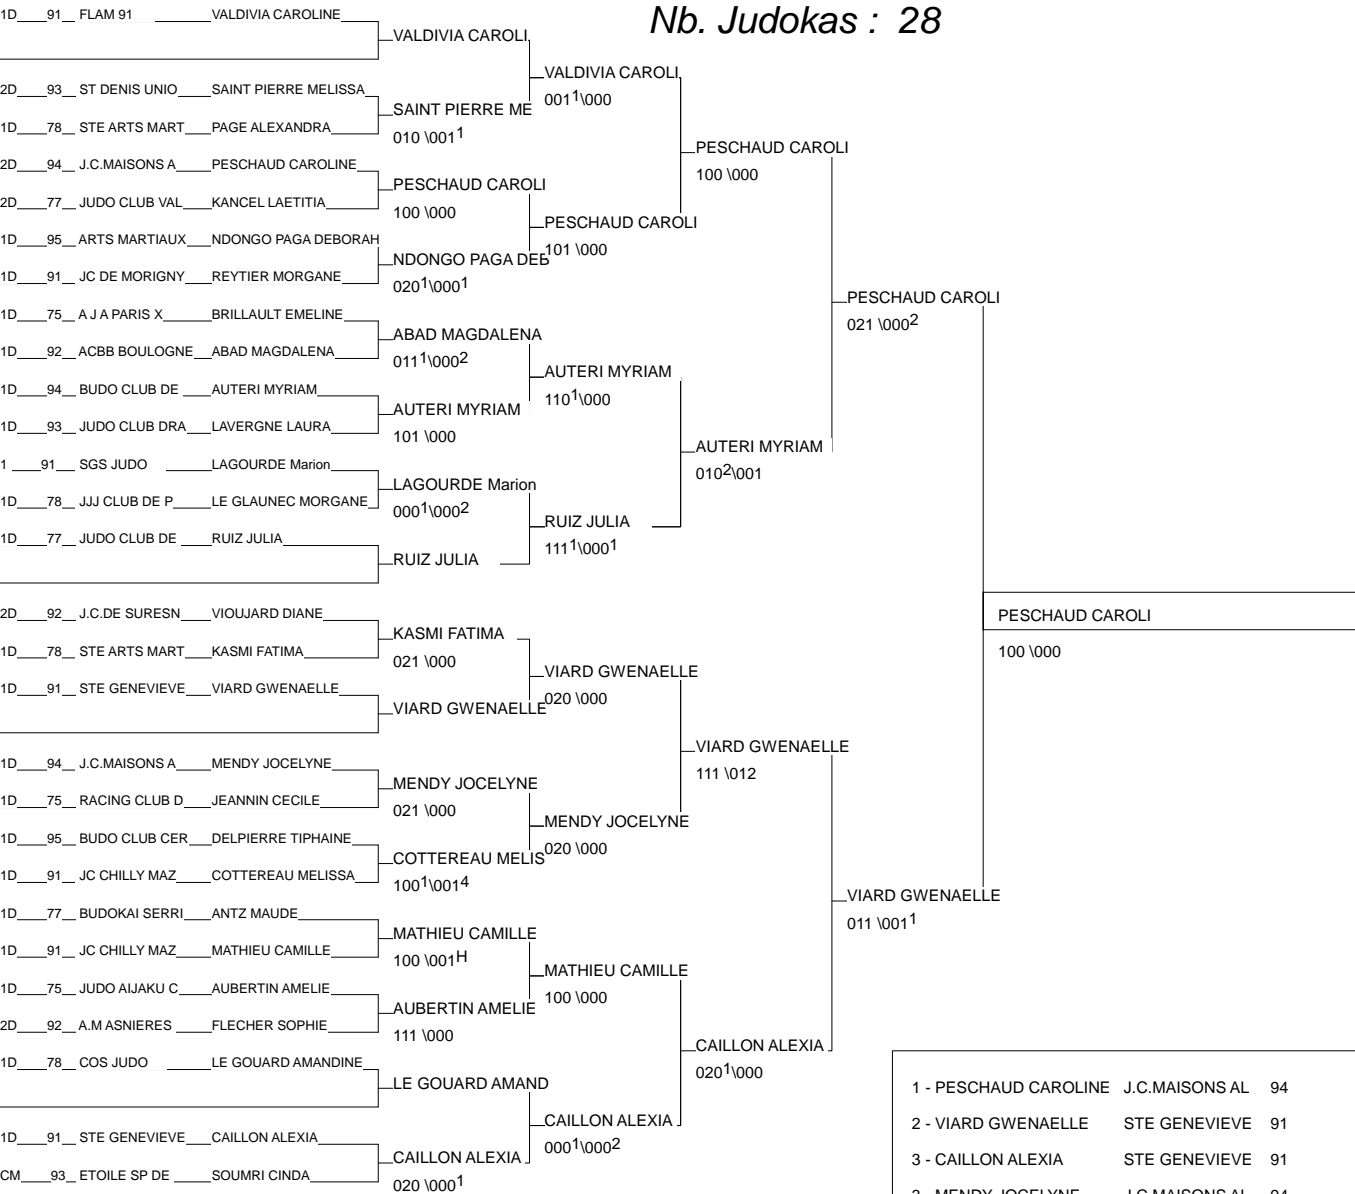 Nb. Judokas : 28
1D 91 FLAM 91 VALDIVIA CAROLINE
2D 93 ST DENIS UNIO SAINT PIERRE MELISSA
1D 78 STE ARTS MART PAGE ALEXANDRA
2D 94 J.C.MAISONS A PESCHAUD CAROLINE
2D 77 JUDO CLUB VAL KANCEL LAETITIA
1D 95 ARTS MARTIAUX NDONGO PAGA DEBORAH
1D 91 JC DE MORIGNY REYTIER MORGANE
1D 75 A J A PARIS X BRILLAULT EMELINE
1D 92 ACBB BOULOGNE ABAD MAGDALENA
1D 94 BUDO CLUB DE AUTERI MYRIAM
1D 93 JUDO CLUB DRA LAVERGNE LAURA
1 91 SGS JUDO LAGOURDE Marion
1D 78 JJJ CLUB DE P LE GLAUNEC MORGANE
1D 77 JUDO CLUB DE RUIZ JULIA
2D 92 J.C.DE SURESN VIOUJARD DIANE
1D 78 STE ARTS MART KASMI FATIMA
1D 91 STE GENEVIEVE VIARD GWENAELLE
1D 94 J.C.MAISONS A MENDY JOCELYNE
1D 75 RACING CLUB D JEANNIN CECILE
1D 95 BUDO CLUB CER DELPIERRE TIPHAINE
1D 91 JC CHILLY MAZ COTTEREAU MELISSA
1D 77 BUDOKAI SERRI ANTZ MAUDE
1D 91 JC CHILLY MAZ MATHIEU CAMILLE
1D 75 JUDO AIJAKU C AUBERTIN AMELIE
2D 92 A.M ASNIERES FLECHER SOPHIE
1D 78 COS JUDO LE GOUARD AMANDINE
1D 91 STE GENEVIEVE CAILLON ALEXIA
CM 93 ETOILE SP DE SOUMRI CINDA
VALDIVIA CAROLI
SAINT PIERRE ME
010 \001¹
PESCHAUD CAROLI
100 \000
NDONGO PAGA DEB
020¹\000¹
ABAD MAGDALENA
011¹\000²
AUTERI MYRIAM
101 \000
LAGOURDE Marion
000¹\000²
RUIZ JULIA
KASMI FATIMA
021 \000
VIARD GWENAELLE
MENDY JOCELYNE
021 \000
COTTEREAU MELIS
100¹\001⁴
MATHIEU CAMILLE
100 \001ᴴ
AUBERTIN AMELIE
111 \000
LE GOUARD AMAND
CAILLON ALEXIA
020 \000¹
VALDIVIA CAROLI
001¹\000
PESCHAUD CAROLI
101 \000
AUTERI MYRIAM
110¹\000
RUIZ JULIA
111¹\000¹
VIARD GWENAELLE
020 \000
MENDY JOCELYNE
020 \000
MATHIEU CAMILLE
100 \000
CAILLON ALEXIA
000¹\000²
PESCHAUD CAROLI
100 \000
AUTERI MYRIAM
010²\001
VIARD GWENAELLE
111 \012
CAILLON ALEXIA
020¹\000
PESCHAUD CAROLI
021 \000²
VIARD GWENAELLE
011 \001¹
PESCHAUD CAROLI
100 \000
1 - PESCHAUD CAROLINE J.C.MAISONS AL 94
2 - VIARD GWENAELLE STE GENEVIEVE 91
3 - CAILLON ALEXIA STE GENEVIEVE 91
3 - MENDY JOCELYNE J.C.MAISONS AL 94